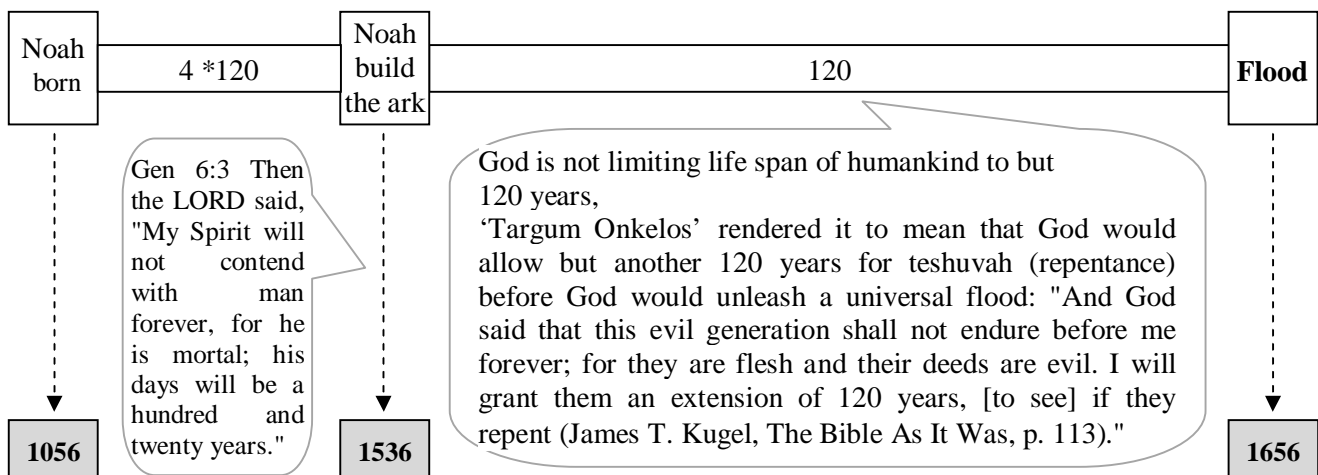 Noah
born
4 *120
Noah
build
the ark
120
Flood
Gen 6:3 Then
the LORD said,
"My Spirit will
not contend
with man
forever, for he
is mortal; his
days will be a
hundred and
twenty years."
God is not limiting life span of humankind to but
120 years,
‘Targum Onkelos’ rendered it to mean that God would
allow but another 120 years for teshuvah (repentance)
before God would unleash a universal flood: "And God
said that this evil generation shall not endure before me
forever; for they are flesh and their deeds are evil. I will
grant them an extension of 120 years, [to see] if they
repent (James T. Kugel, The Bible As It Was, p. 113)."
1056
1536
1656